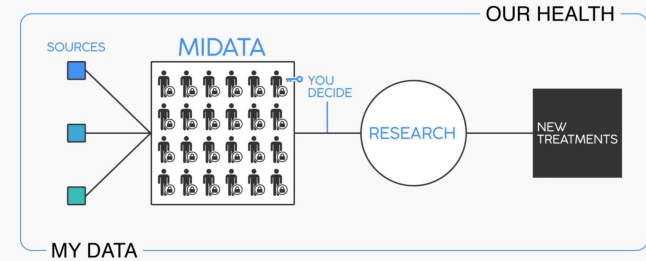 OUR HEALTH
SOURCES
MIDATA
YOU
DECIDE
RESEARCH
NEW
TREATMENTS
MY DATA